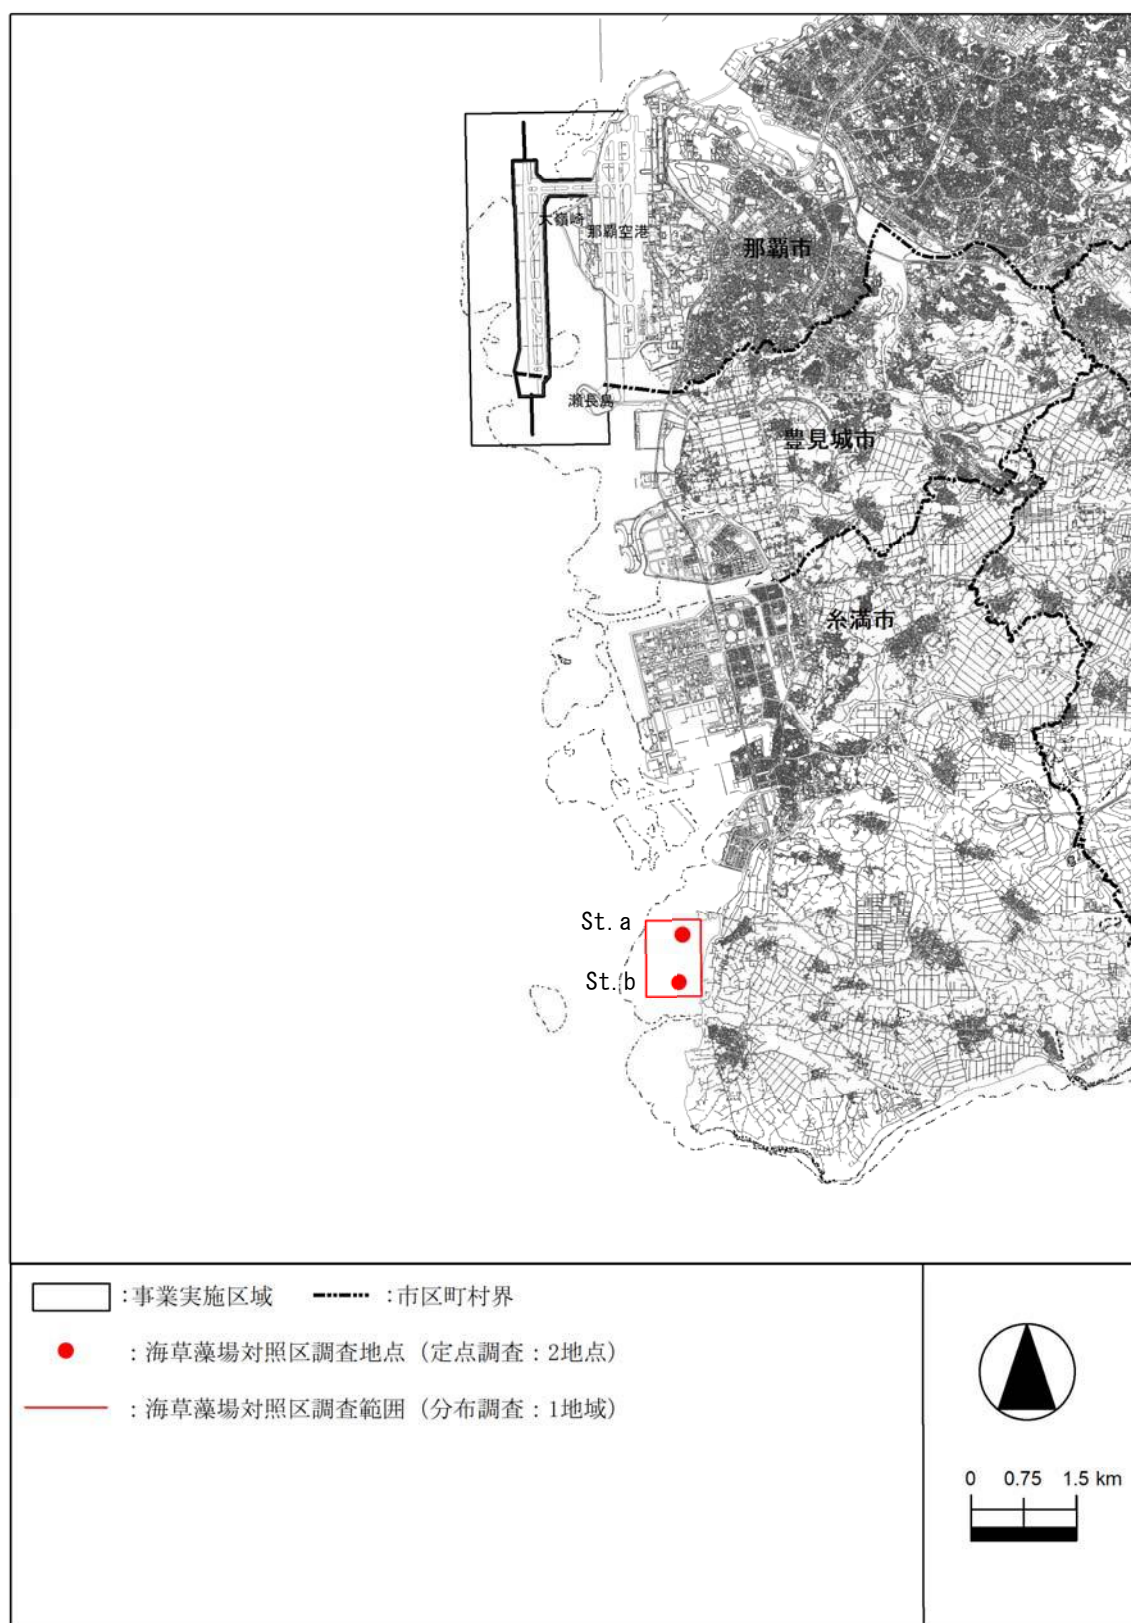 大嶺崎
那覇空港
那覇市
瀬長島
豊見城市
糸満市
St.a
St.b
:事業実施区域 :市区町村界
:海草藻場対照区調査地点（定点調査：2地点）
:海草藻場対照区調査範囲（分布調査：1地域）
0 0.75 1.5 km